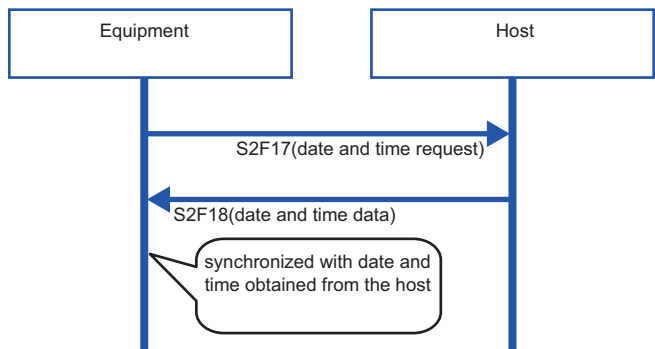 Equipment
Host
S2F17(date and time request)
S2F18(date and time data)
synchronized with date and
time obtained from the host